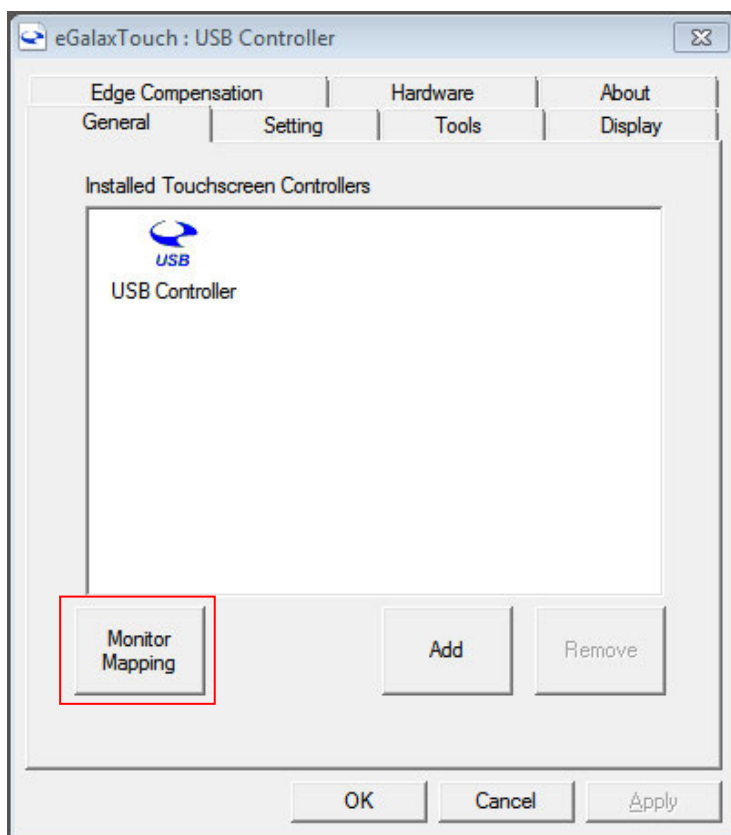 eGalaxTouch : USB Controller
Edge Compensation Hardware About
General Setting Tools Display
Installed Touchscreen Controllers
USB
USB Controller
Monitor
Mapping
Add
Remove
OK Cancel Apply